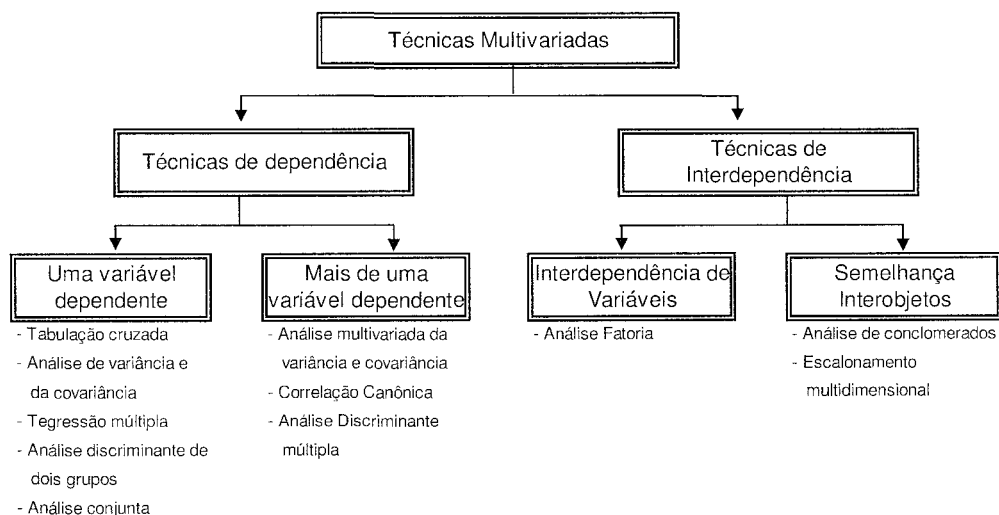 Técnicas Multivariadas
Técnicas de dependência
Técnicas de
Interdependência
Uma variável
dependente
- Tabulação cruzada
- Análise de variância e
da covariância
- Tegressão múltipla
- Análise discriminante de
dois grupos
- Análise conjunta
Mais de uma
variável dependente
- Análise multivariada da
variância e covariância
- Correlação Canônica
- Análise Discriminante
múltipla
Interdependência de
Variáveis
- Análise Fatoria
Semelhança
Interobjetos
- Análise de conclomerados
- Escalonamento
multidimensional